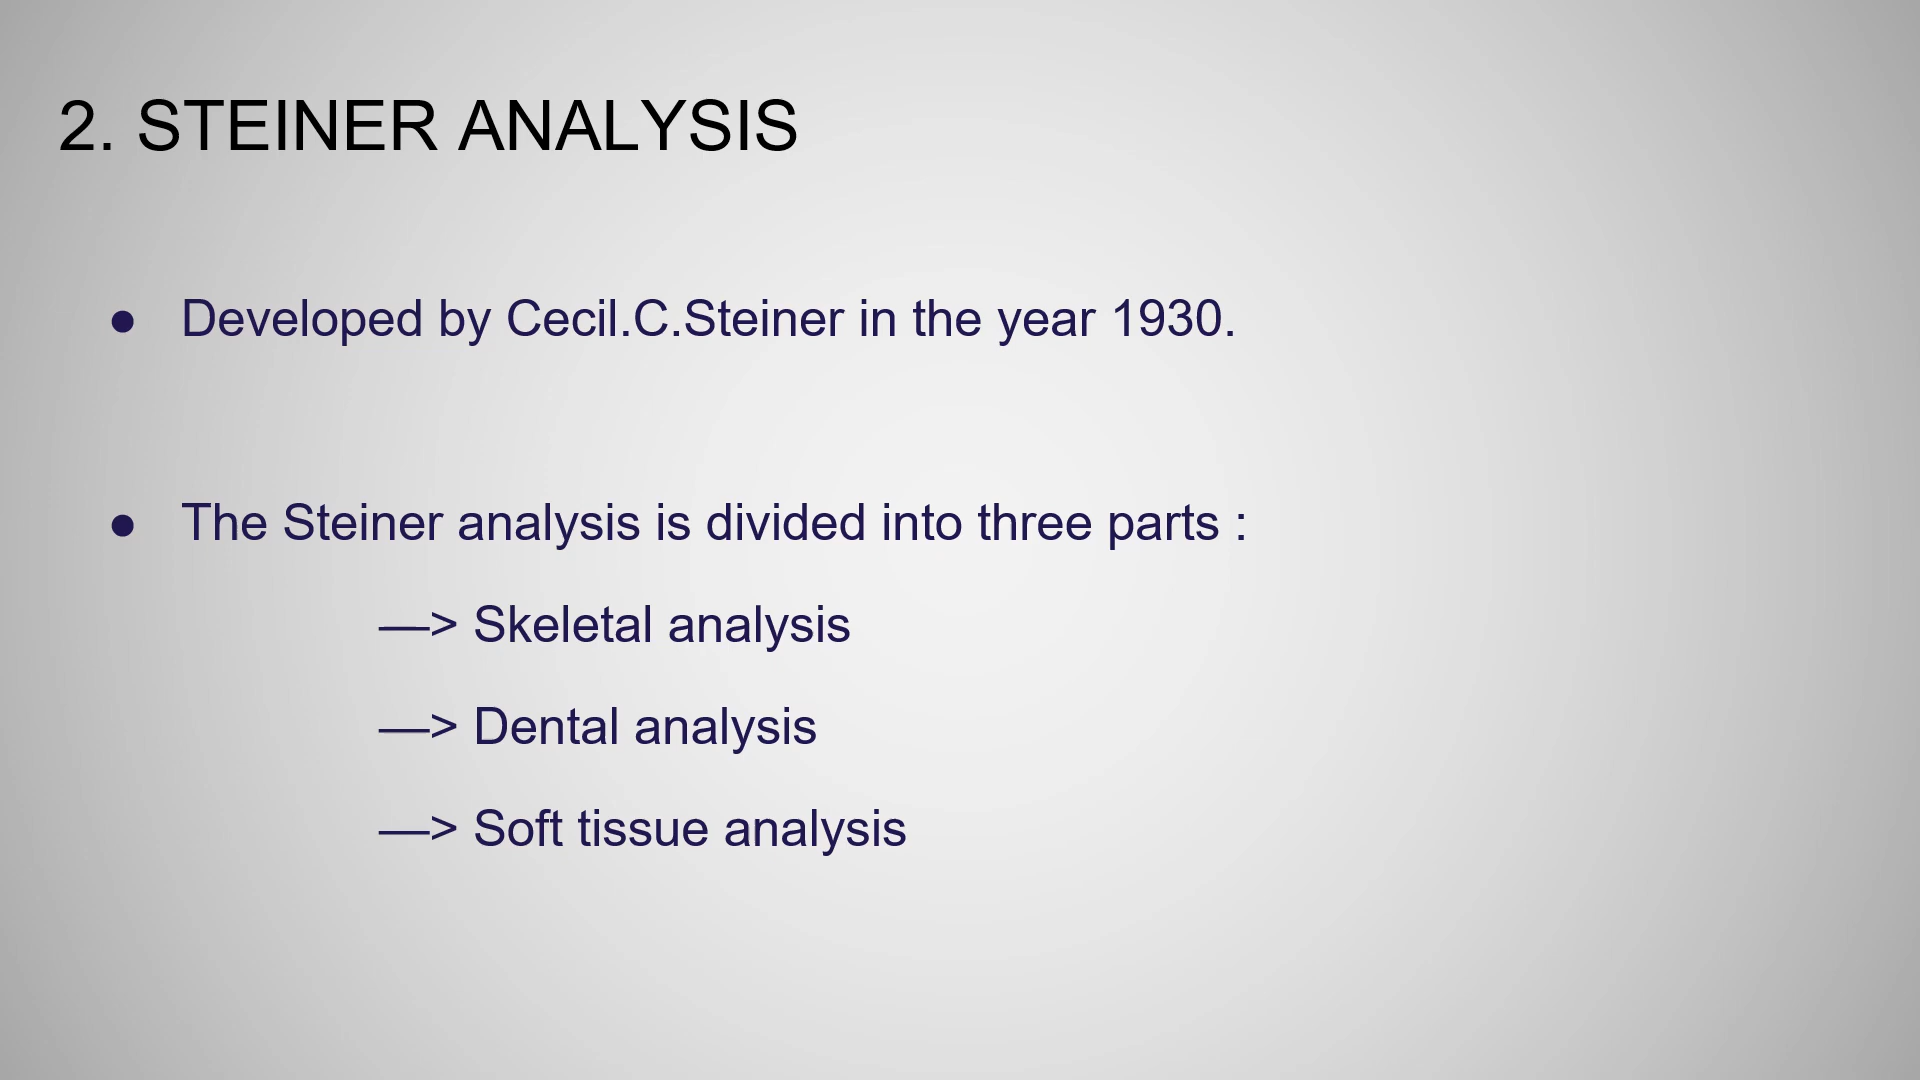 2. STEINER ANALYSIS
● Developed by Cecil.C.Steiner in the year 1930.
● The Steiner analysis is divided into three parts :
—> Skeletal analysis
—> Dental analysis
—> Soft tissue analysis